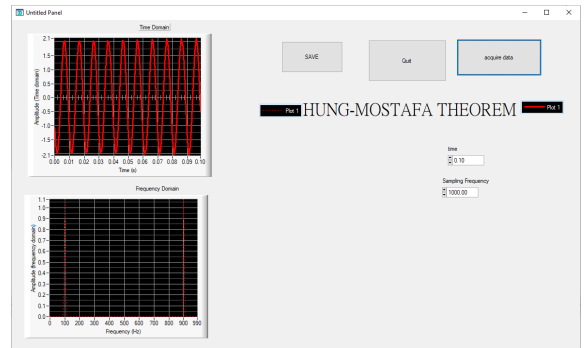 Untitled Panel
Time Domain
2.1
1.5
1.0
0.5
0.0
-0.5
-1.0
-1.5
-2.1
Amplitude (Time domain)
0.00 0.01 0.02 0.03 0.04 0.05 0.06 0.07 0.08 0.09 0.10
Time (s)
SAVE
Quit
acquire data
Plot 1 HUNG-MOSTAFA THEOREM Plot 1
time
0.10
Sampling Frequency
1000.00
Frequency Domain
1.1
1.0
0.9
0.8
0.7
0.6
0.5
0.4
0.3
0.2
0.1
0.0
Amplitude (frequency domain)
0 100 200 300 400 500 600 700 800 900 990
Frequency (Hz)